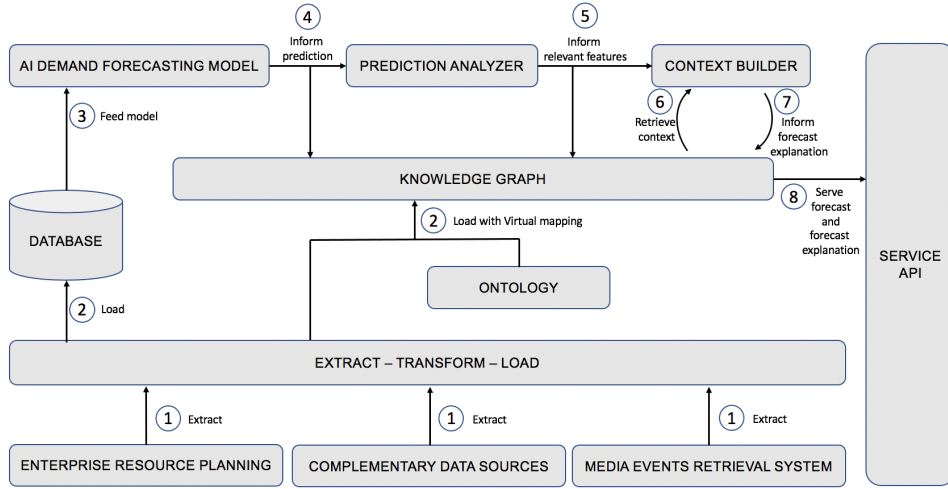 4
Inform
prediction
5
Inform
relevant features
AI DEMAND FORECASTING MODEL
PREDICTION ANALYZER
CONTEXT BUILDER
3
Feed model
6
Retrieve
context
7
Inform
forecast
explanation
KNOWLEDGE GRAPH
8
Serve
forecast
and
forecast
explanation
DATABASE
2
Load with Virtual mapping
SERVICE
API
ONTOLOGY
2
Load
EXTRACT – TRANSFORM – LOAD
1
Extract
1
Extract
1
Extract
ENTERPRISE RESOURCE PLANNING
COMPLEMENTARY DATA SOURCES
MEDIA EVENTS RETRIEVAL SYSTEM